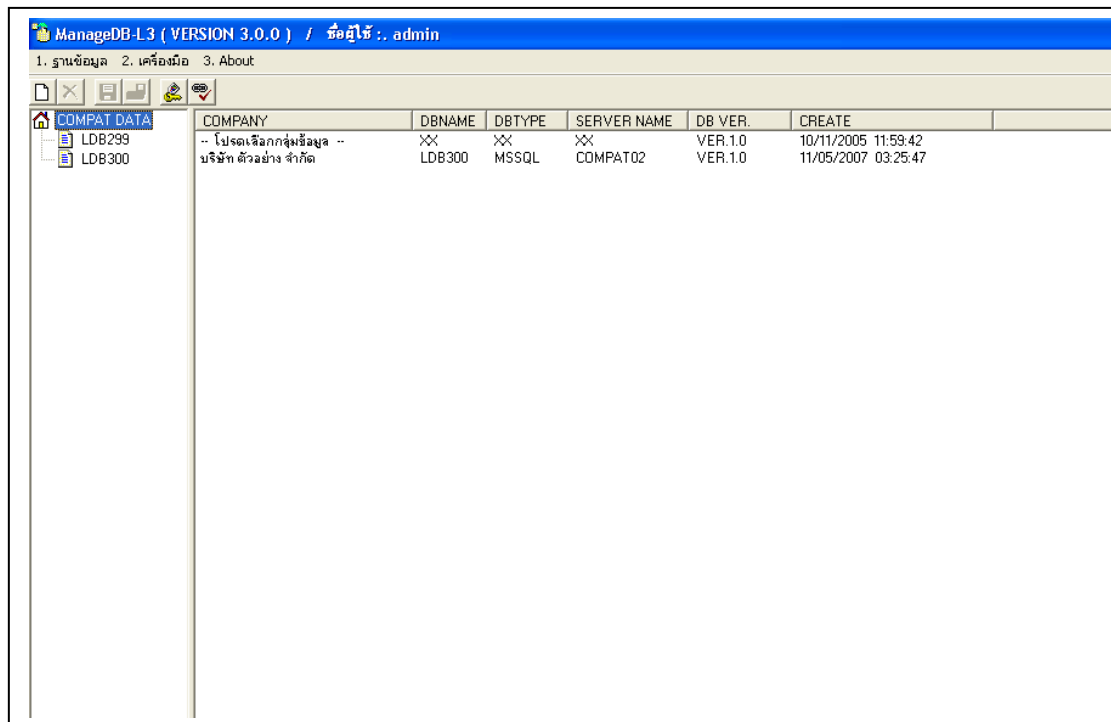 ManageDB-L3 ( VERSION 3.0.0 ) / ชื่อผู้ใช้ :. admin
1. ฐานข้อมูล 2. เครื่องมือ 3. About
COMPAT DATA
LDB299
LDB300
COMPANY DBNAME DBTYPE SERVER NAME DB VER. CREATE
-- โปรดเลือกกลุ่มข้อมูล -- XX XX XX VER.1.0 10/11/2005 11:59:42
บริษัท ตัวอย่าง จำกัด LDB300 MSSQL COMPAT02 VER.1.0 11/05/2007 03:25:47